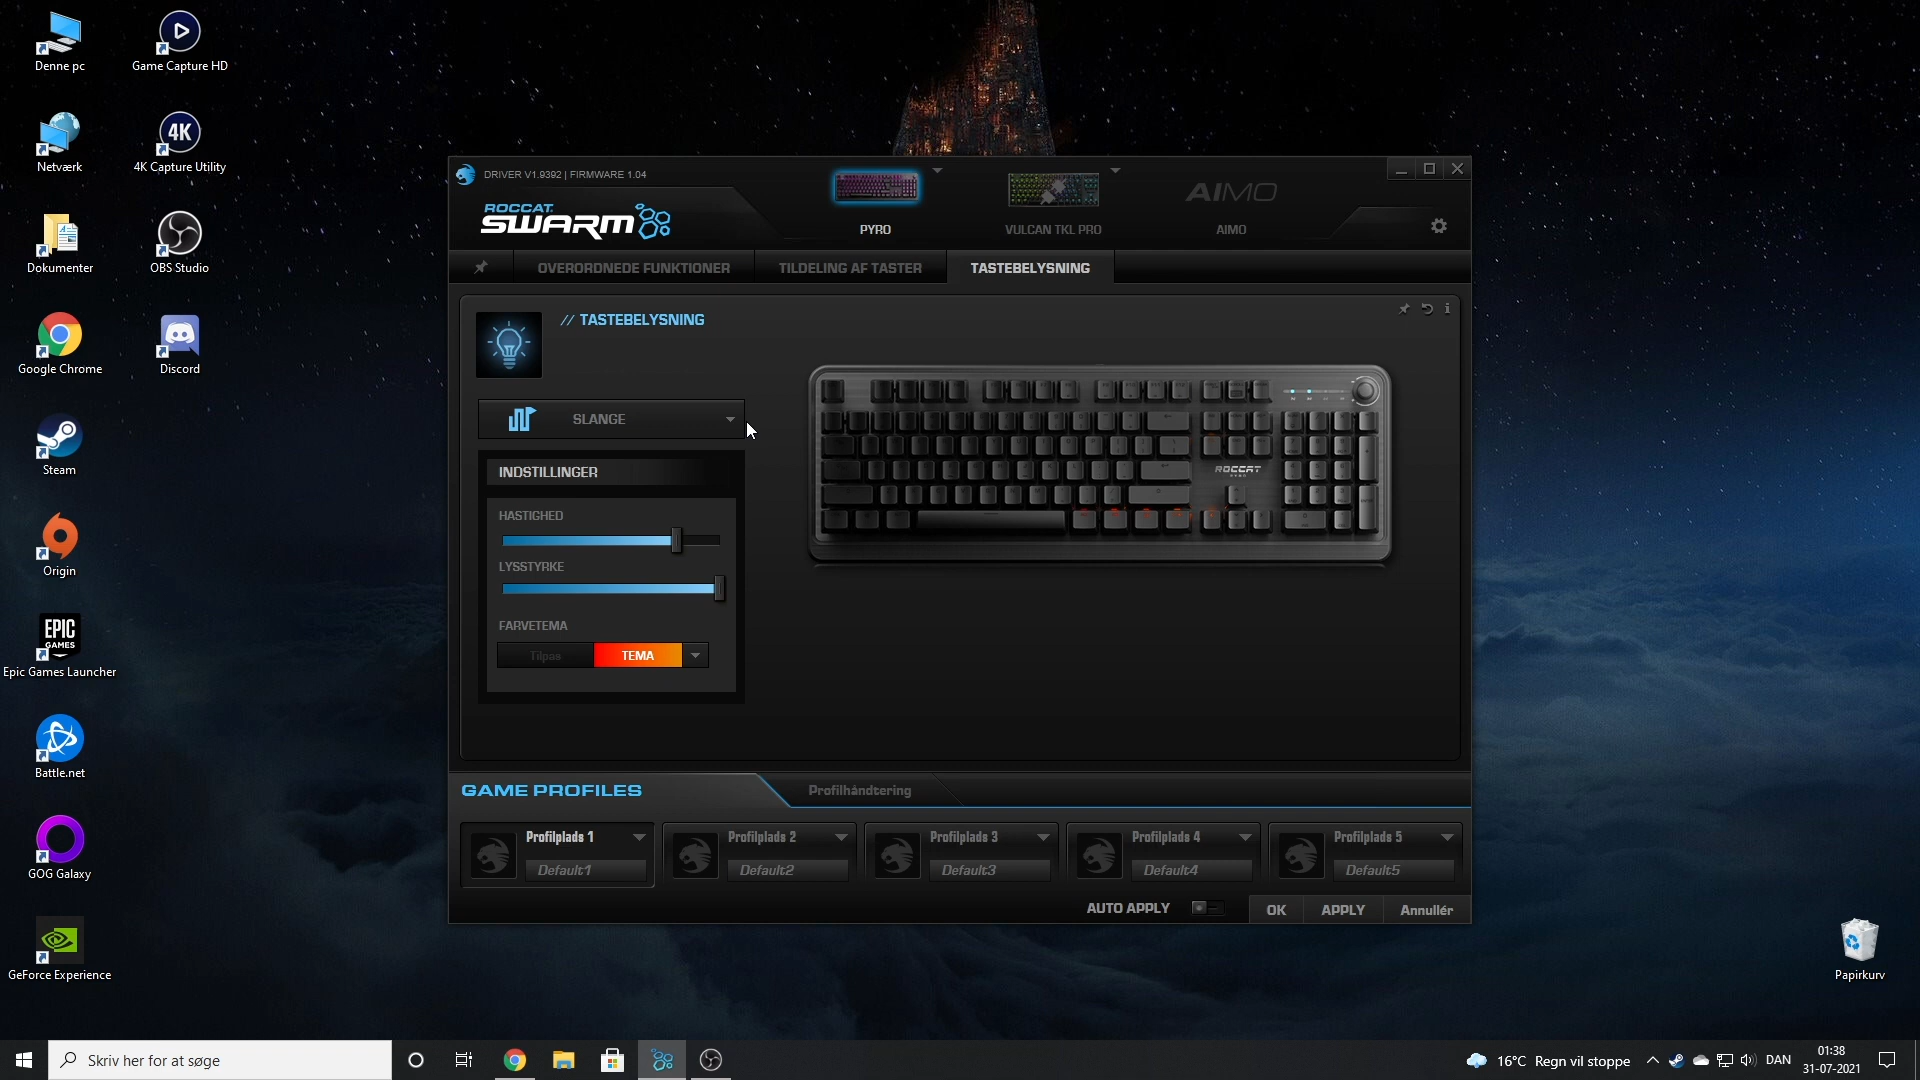 Denne pc
Game Capture HD
Netværk
4K
4K Capture Utility
Dokumenter
OBS Studio
Google Chrome
Discord
Steam
Origin
EPIC
GAMES
Epic Games Launcher
Battle.net
GOG Galaxy
GeForce Experience
Papirkurv
DRIVER V1.9392 | FIRMWARE 1.04
ROCCAT
SWARM
PYRO
VULCAN TKL PRO
AIMO
AIMO
OVERORDNEDE FUNKTIONER
TILDELING AF TASTER
TASTEBELYSNING
// TASTEBELYSNING
SLANGE
INDSTILLINGER
HASTIGHED
LYSSTYRKE
FARVETEMA
Tilpas
TEMA
ROCCAT
GAME PROFILES
Profilhåndtering
Profilplads 1
Default1
Profilplads 2
Default2
Profilplads 3
Default3
Profilplads 4
Default4
Profilplads 5
Default5
AUTO APPLY
OK
APPLY
Annullér
Skriv her for at søge
16°C Regn vil stoppe
DAN
01:38
31-07-2021